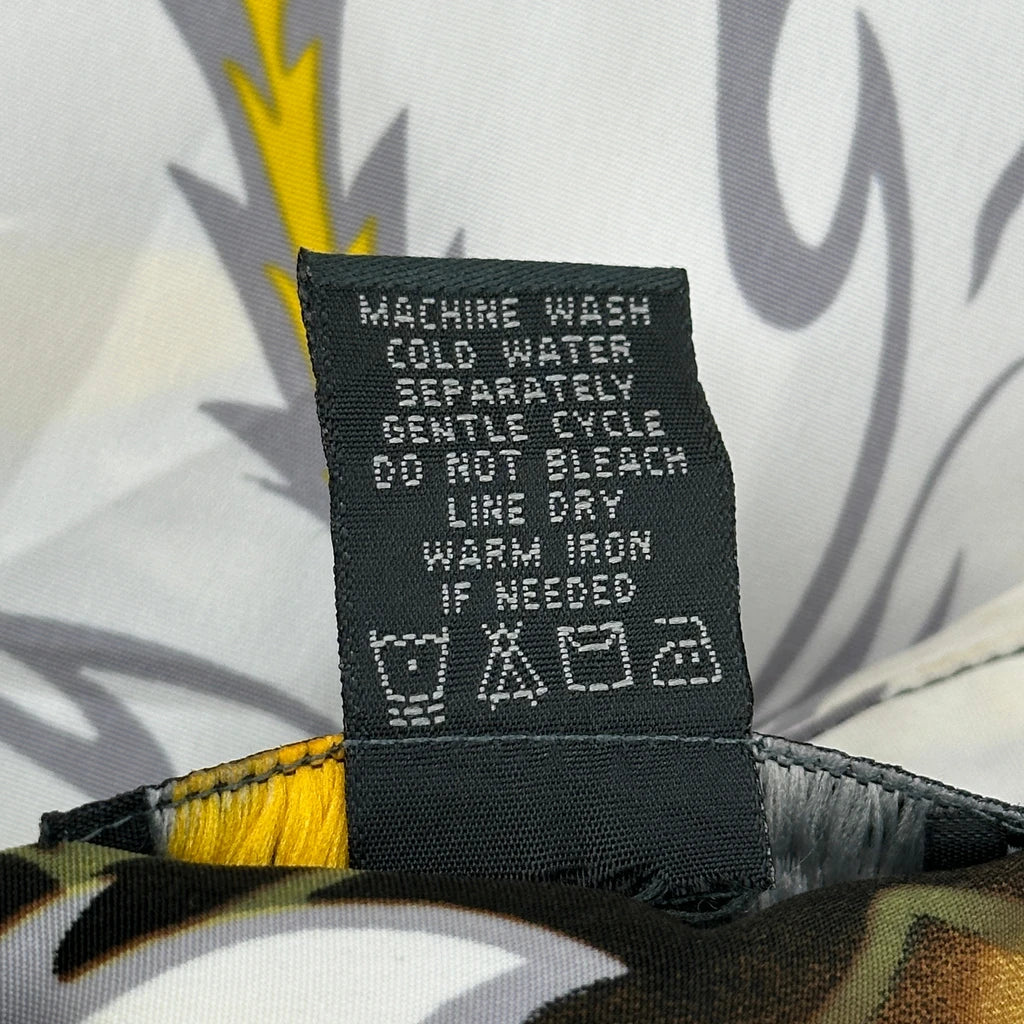 MACHINE WASH
COLD WATER
SEPARATELY
GENTLE CYCLE
DO NOT BLEACH
LINE DRY
WARM IRON
IF NEEDED